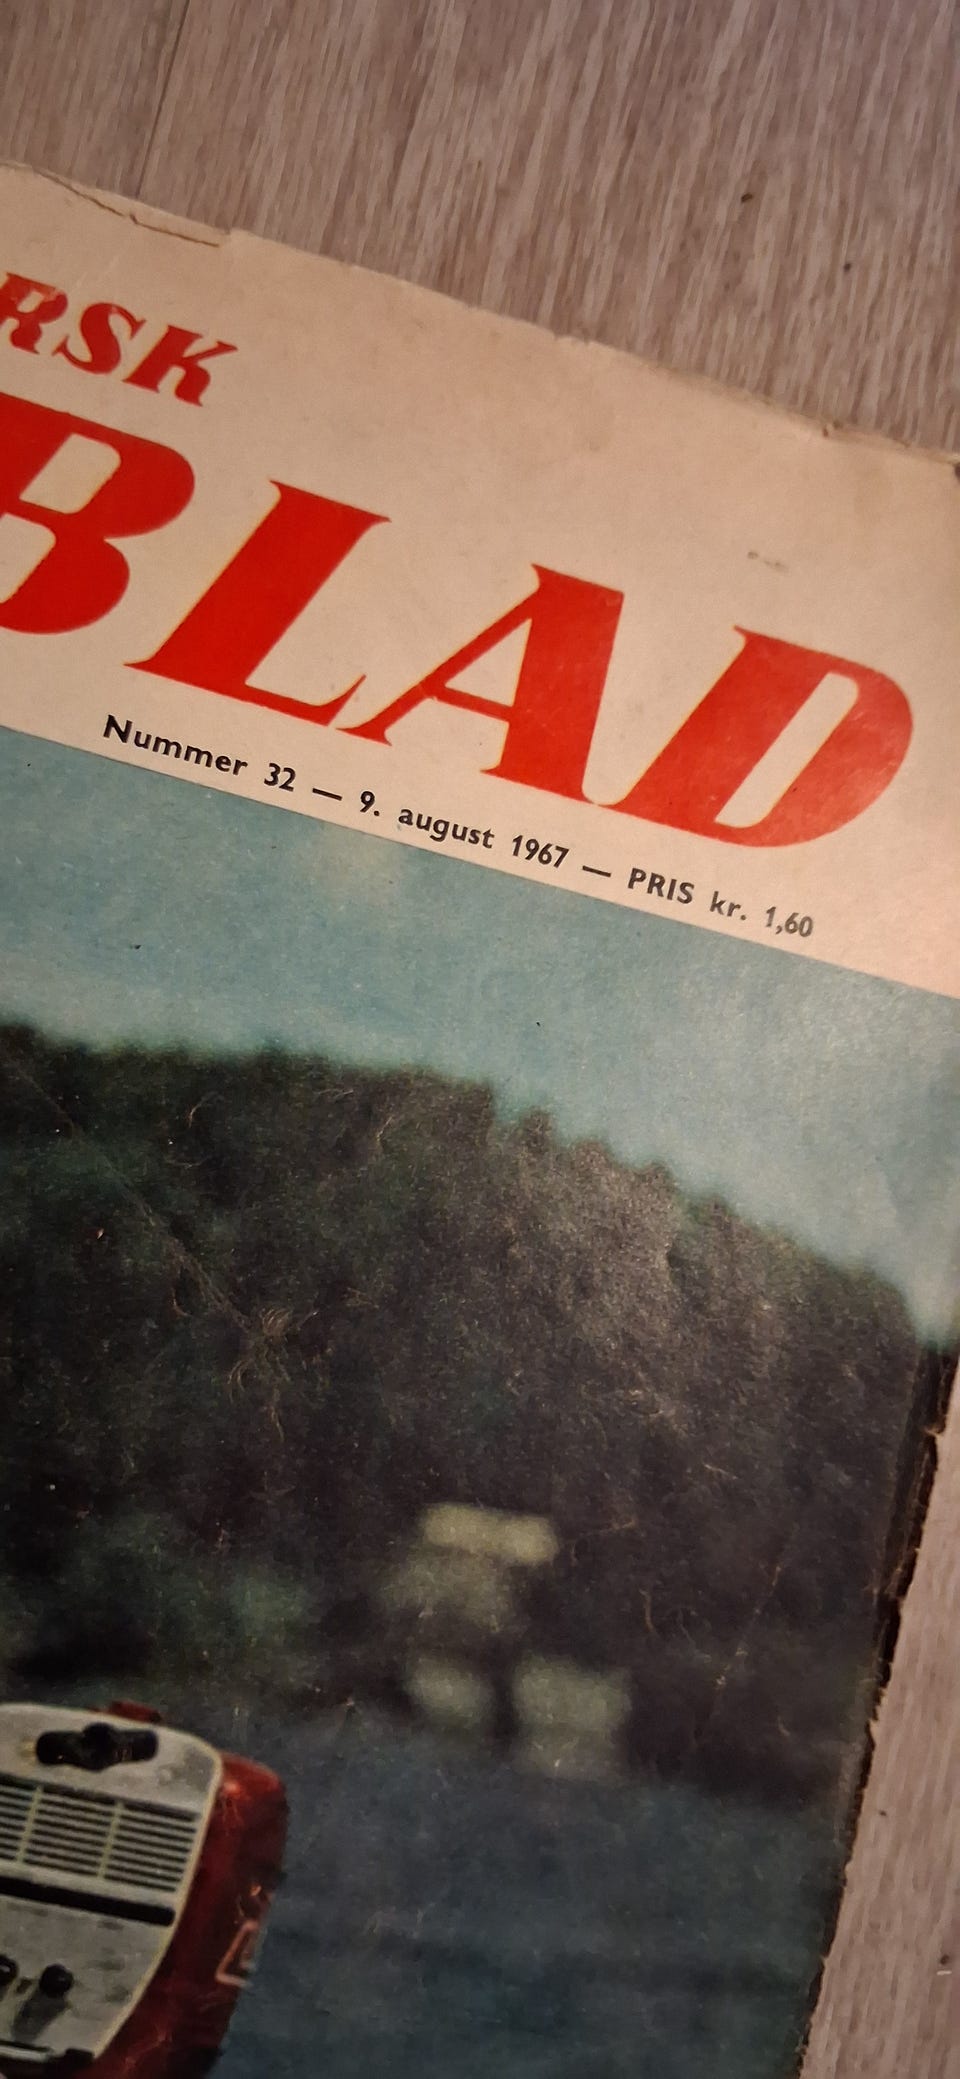 RSK
BLAD
Nummer 32 — 9. august 1967 — PRIS kr. 1,60